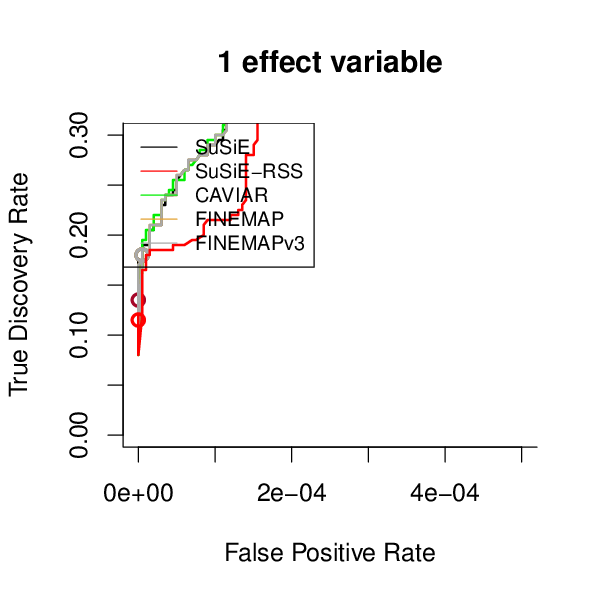 1 effect variable
True Discovery Rate
0.30
0.20
0.10
0.00
SuSiE
SuSiE−RSS
CAVIAR
FINEMAP
FINEMAPv3
0e+00 2e−04 4e−04
False Positive Rate